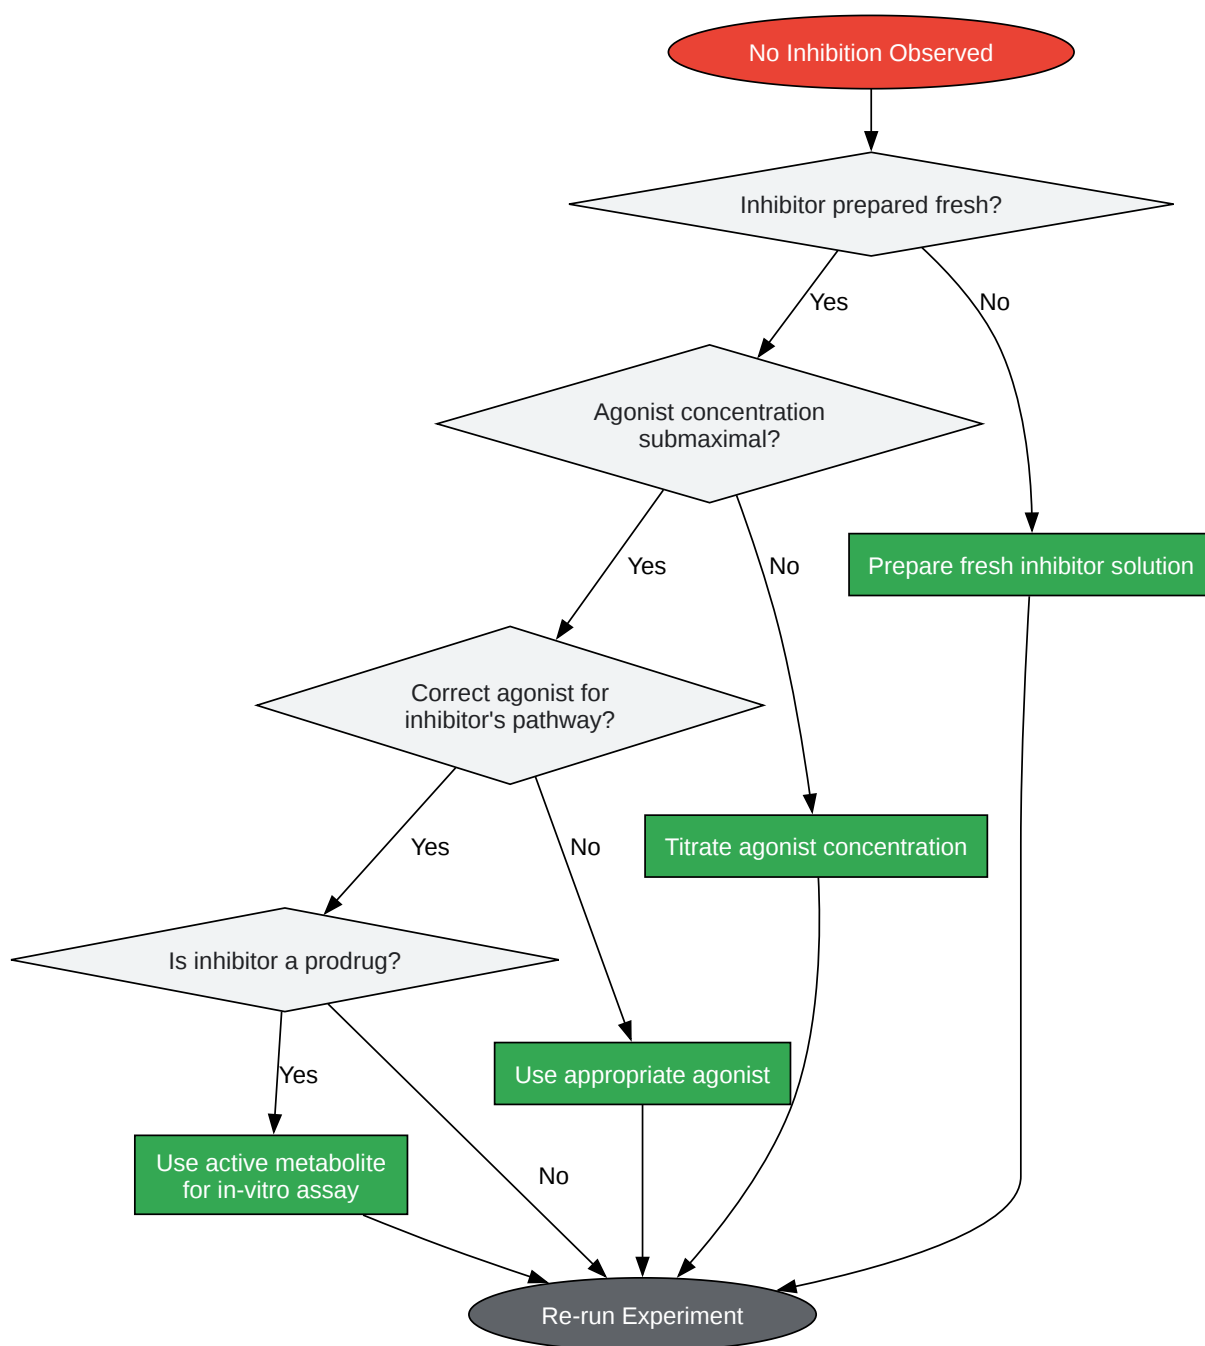 No Inhibition Observed
Inhibitor prepared fresh?
Yes
No
Agonist concentration
submaximal?
Yes
No
Prepare fresh inhibitor solution
Correct agonist for
inhibitor's pathway?
Yes
No
Titrate agonist concentration
Is inhibitor a prodrug?
Yes
No
Use appropriate agonist
Use active metabolite
for in-vitro assay
Re-run Experiment